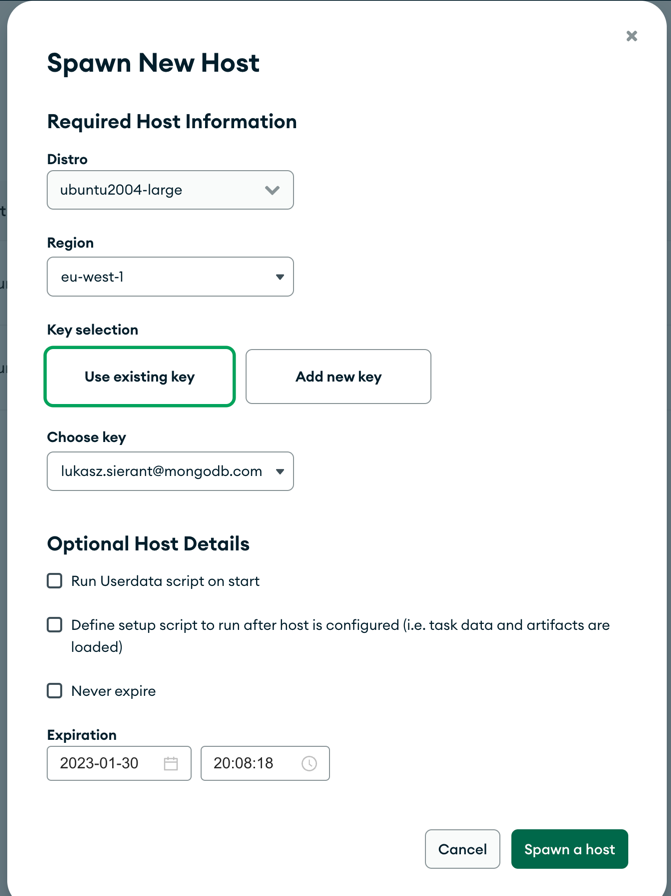 Spawn New Host
Required Host Information
Distro
ubuntu2004-large
Region
eu-west-1
Key selection
Use existing key
Add new key
Choose key
lukasz.sierant@mongodb.com
Optional Host Details
Run Userdata script on start
Define setup script to run after host is configured (i.e. task data and artifacts are
loaded)
Never expire
Expiration
2023-01-30
20:08:18
Cancel
Spawn a host